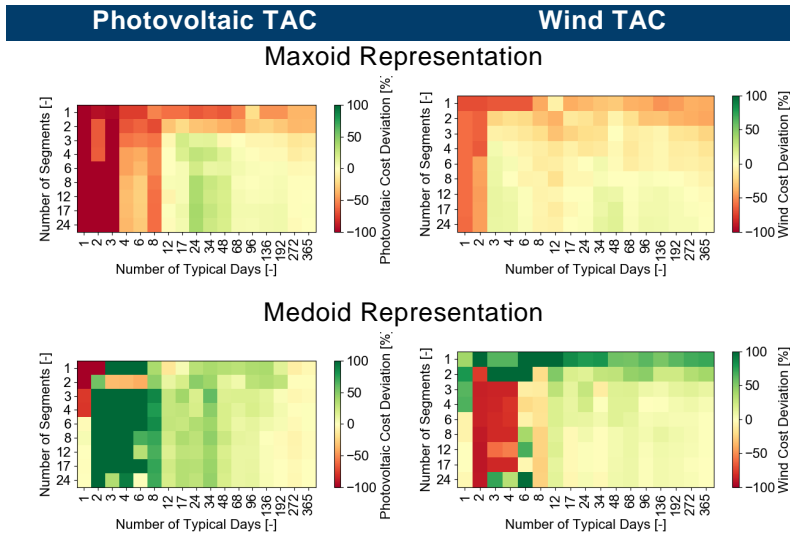 Photovoltaic TAC
Wind TAC
Maxoid Representation
Number of Segments [-]
1
2
3
4
6
8
12
17
24
1 2 3 4 6 8 12 17 24 34 48 68 96 136 192 272 365
Number of Typical Days [-]
100
50
0
−50
−100
Photovoltaic Cost Deviation [%]
Number of Segments [-]
1
2
3
4
6
8
12
17
24
1 2 3 4 6 8 12 17 24 34 48 68 96 136 192 272 365
Number of Typical Days [-]
100
50
0
−50
−100
Wind Cost Deviation [%]
Medoid Representation
Number of Segments [-]
1
2
3
4
6
8
12
17
24
1 2 3 4 6 8 12 17 24 34 48 68 96 136 192 272 365
Number of Typical Days [-]
100
50
0
−50
−100
Photovoltaic Cost Deviation [%]
Number of Segments [-]
1
2
3
4
6
8
12
17
24
1 2 3 4 6 8 12 17 24 34 48 68 96 136 192 272 365
Number of Typical Days [-]
100
50
0
−50
−100
Wind Cost Deviation [%]